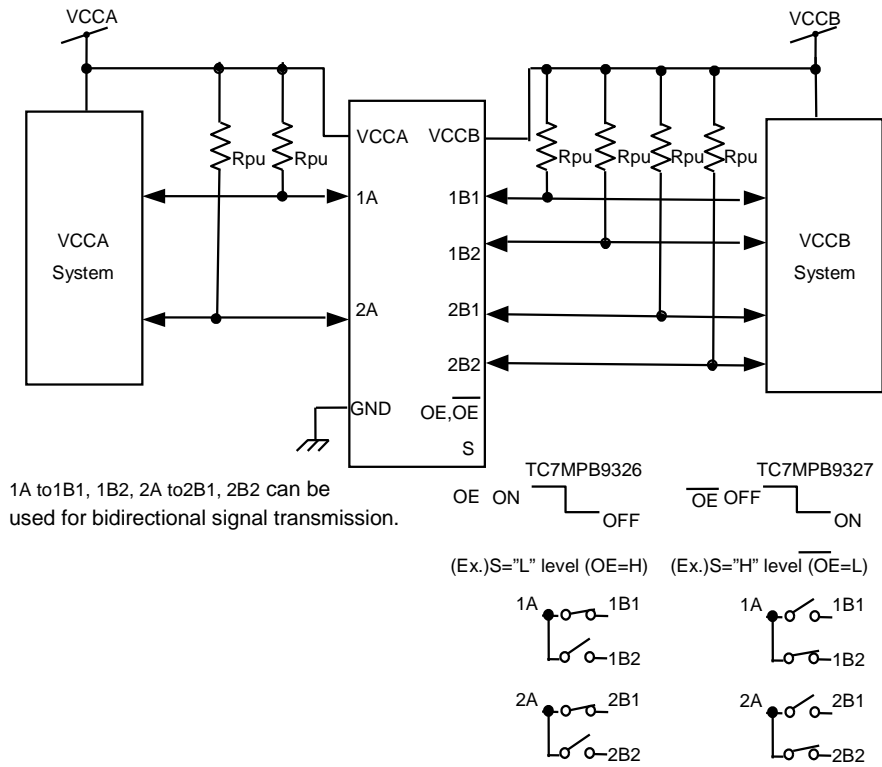 VCCA
VCCB
VCCA VCCB
Rpu Rpu Rpu Rpu Rpu Rpu
1A 1B1
VCCA
System
1B2
VCCB
System
2A 2B1
2B2
GND OE,O̅E̅
S
1A to1B1, 1B2, 2A to2B1, 2B2 can be
used for bidirectional signal transmission.
TC7MPB9326 TC7MPB9327
OE ON OFF O̅E̅ OFF ON
(Ex.)S="L" level (OE=H) (Ex.)S="H" level (O̅E̅=L)
1A 1B1 1A 1B1
1B2 1B2
2A 2B1 2A 2B1
2B2 2B2